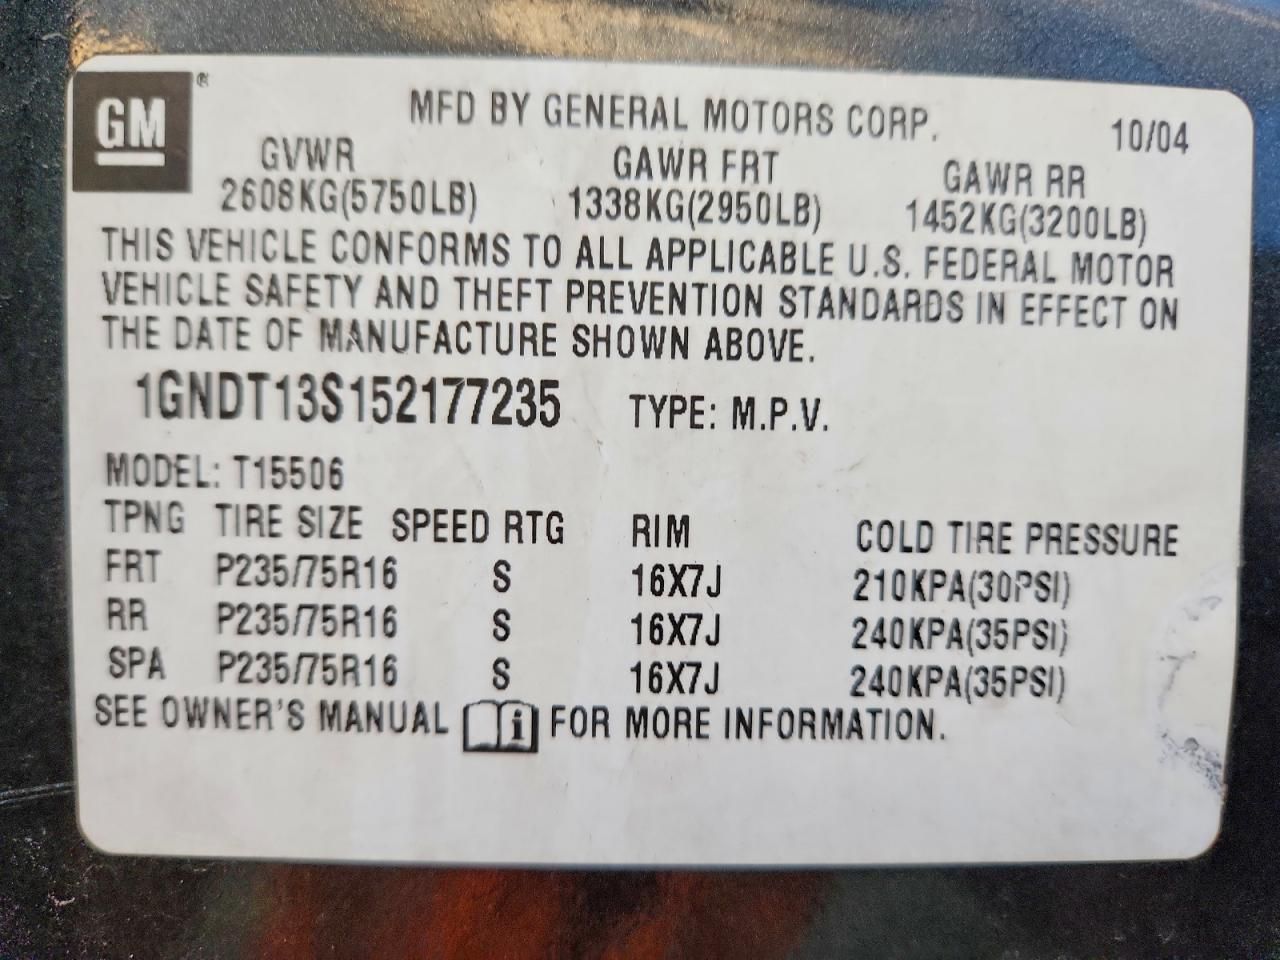 GM ®
MFD BY GENERAL MOTORS CORP. 10/04
GVWR GAWR FRT GAWR RR
2608KG(5750LB) 1338KG(2950LB) 1452KG(3200LB)
THIS VEHICLE CONFORMS TO ALL APPLICABLE U.S. FEDERAL MOTOR
VEHICLE SAFETY AND THEFT PREVENTION STANDARDS IN EFFECT ON
THE DATE OF MANUFACTURE SHOWN ABOVE.
1GNDT13S152177235 TYPE: M.P.V.
MODEL: T15506
TPNG TIRE SIZE SPEED RTG RIM COLD TIRE PRESSURE
FRT P235/75R16 S 16X7J 210KPA(30PSI)
RR P235/75R16 S 16X7J 240KPA(35PSI)
SPA P235/75R16 S 16X7J 240KPA(35PSI)
SEE OWNER'S MANUAL i FOR MORE INFORMATION.